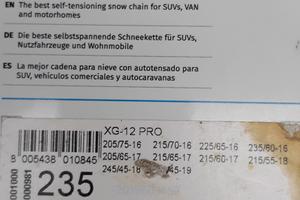 EN The best self-tensioning snow chain for SUVs, VAN
and motorhomes
DE Die beste selbstspannende Schneekette für SUVs,
Nutzfahrzeuge und Wohnmobile
ES La mejor cadena para nieve con autotensado para
SUV, vehículos comerciales y autocaravanas
XG-12 PRO
205/75-16 215/70-16 225/65-16 235/60-16
205/65-17 215/65-17 215/60-17 215/55-18
245/45-18 /45-19
8 005438 010845
235